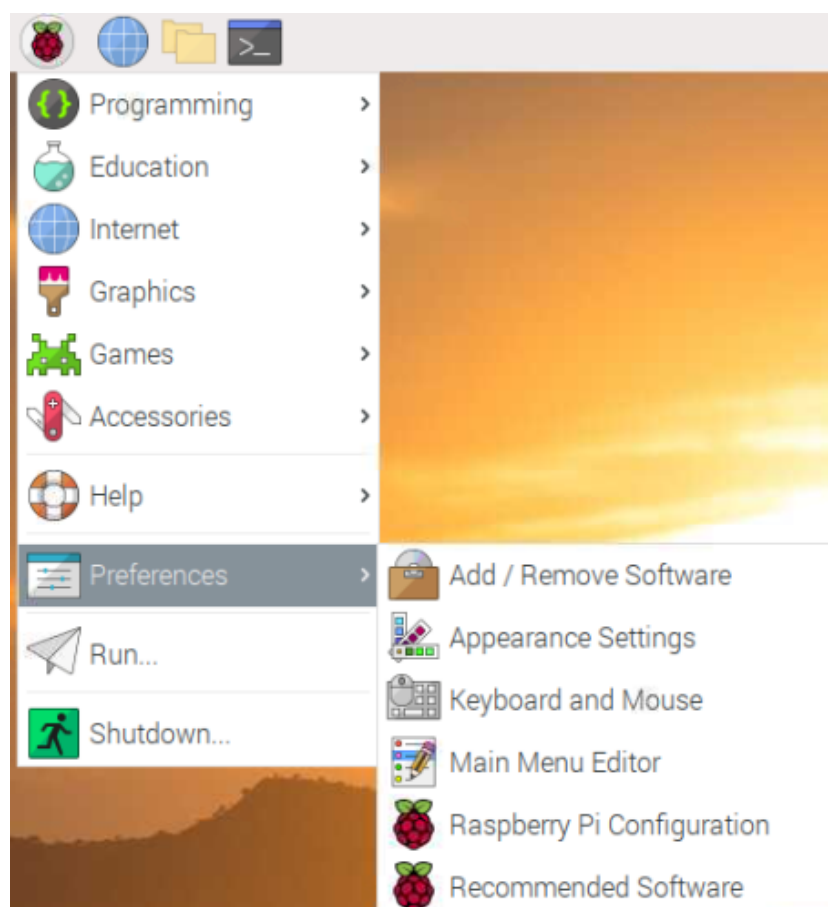 >_
Programming
Education
Internet
Graphics
Games
Accessories
Help
Preferences
Run...
Shutdown...
Add / Remove Software
Appearance Settings
Keyboard and Mouse
Main Menu Editor
Raspberry Pi Configuration
Recommended Software